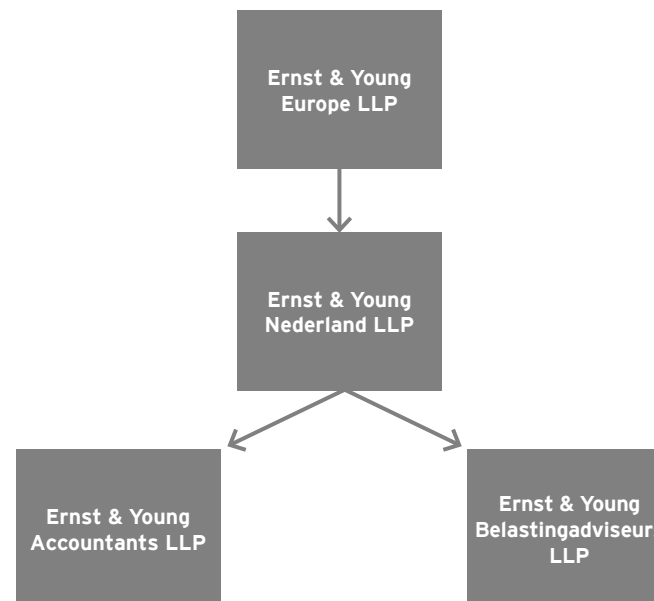 Ernst & Young
Europe LLP
Ernst & Young
Nederland LLP
Ernst & Young
Accountants LLP
Ernst & Young
Belastingadviseur
LLP